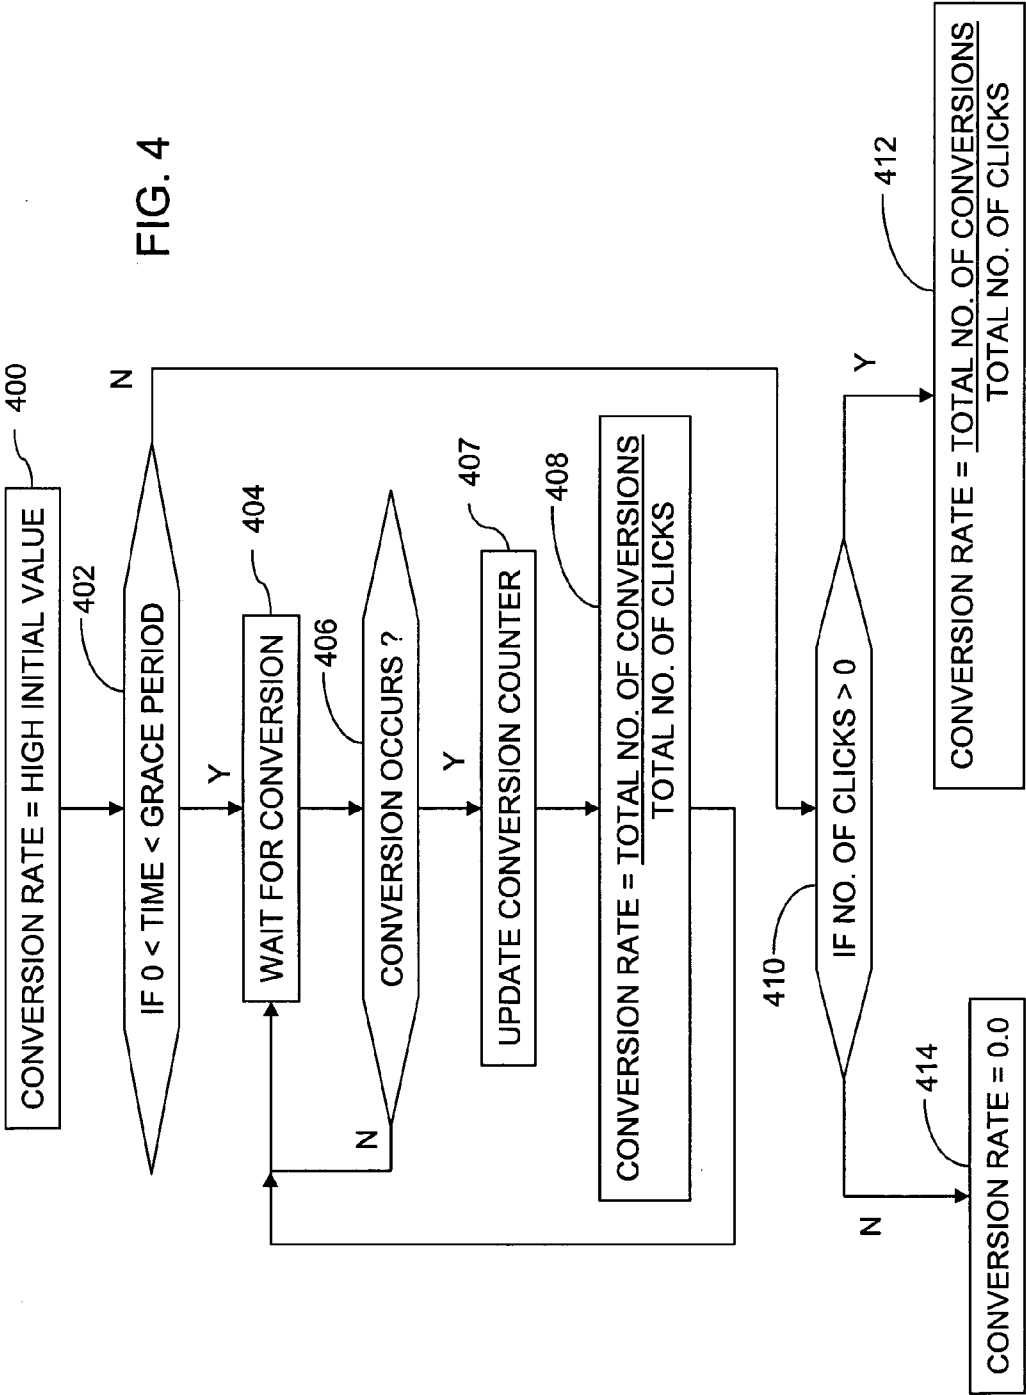 FIG. 4
400
CONVERSION RATE = HIGH INITIAL VALUE
402
N
IF 0 < TIME < GRACE PERIOD
Y
404
WAIT FOR CONVERSION
406
CONVERSION OCCURS ?
N
Y
407
UPDATE CONVERSION COUNTER
408
CONVERSION RATE = TOTAL NO. OF CONVERSIONS
TOTAL NO. OF CLICKS
410
IF NO. OF CLICKS > 0
N
Y
414
CONVERSION RATE = 0.0
412
CONVERSION RATE = TOTAL NO. OF CONVERSIONS
TOTAL NO. OF CLICKS